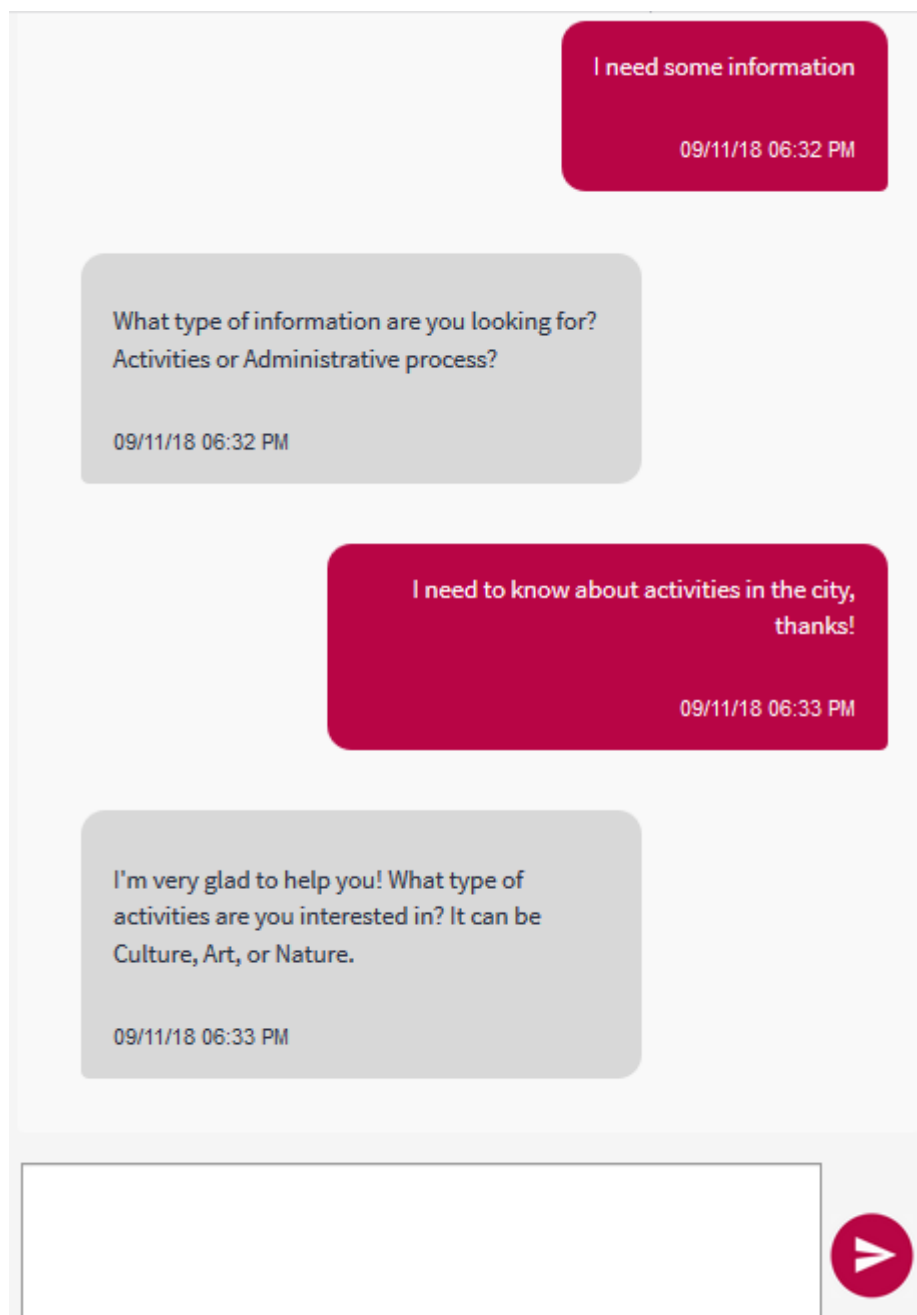 I need some information
09/11/18 06:32 PM
What type of information are you looking for?
Activities or Administrative process?
09/11/18 06:32 PM
I need to know about activities in the city,
thanks!
09/11/18 06:33 PM
I'm very glad to help you! What type of
activities are you interested in? It can be
Culture, Art, or Nature.
09/11/18 06:33 PM